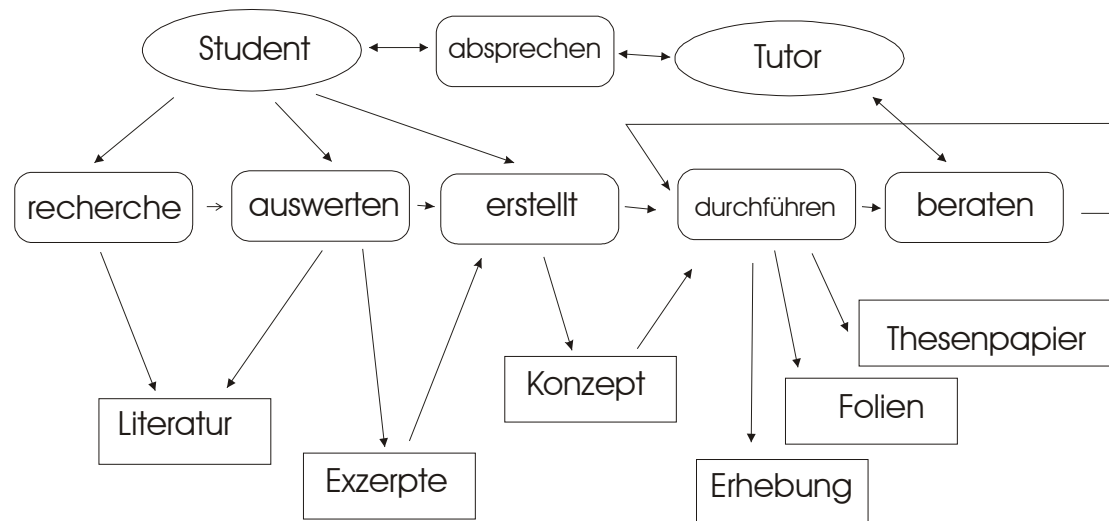 Student
absprechen
Tutor
recherche
auswerten
erstellt
durchführen
beraten
Thesenpapier
Konzept
Folien
Literatur
Exzerpte
Erhebung